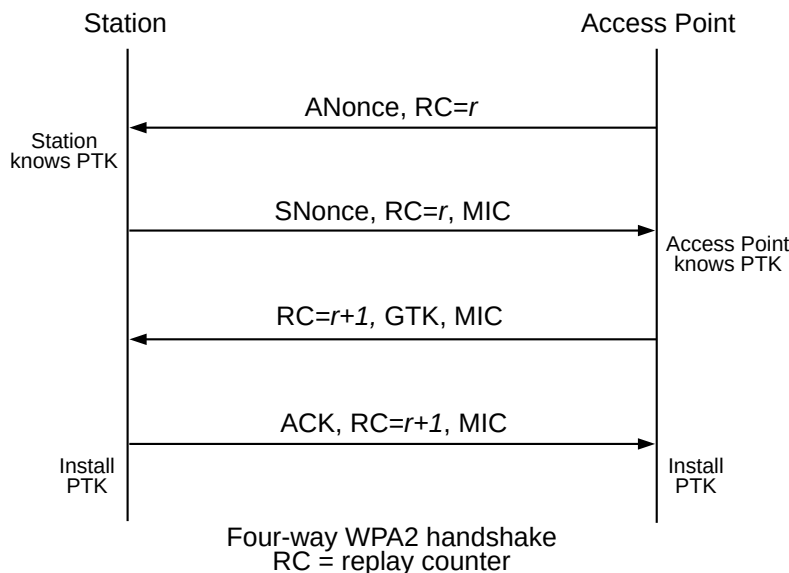 Station
Access Point
ANonce, RC=r
Station
knows PTK
SNonce, RC=r, MIC
Access Point
knows PTK
RC=r+1, GTK, MIC
ACK, RC=r+1, MIC
Install
PTK
Install
PTK
Four-way WPA2 handshake
RC = replay counter